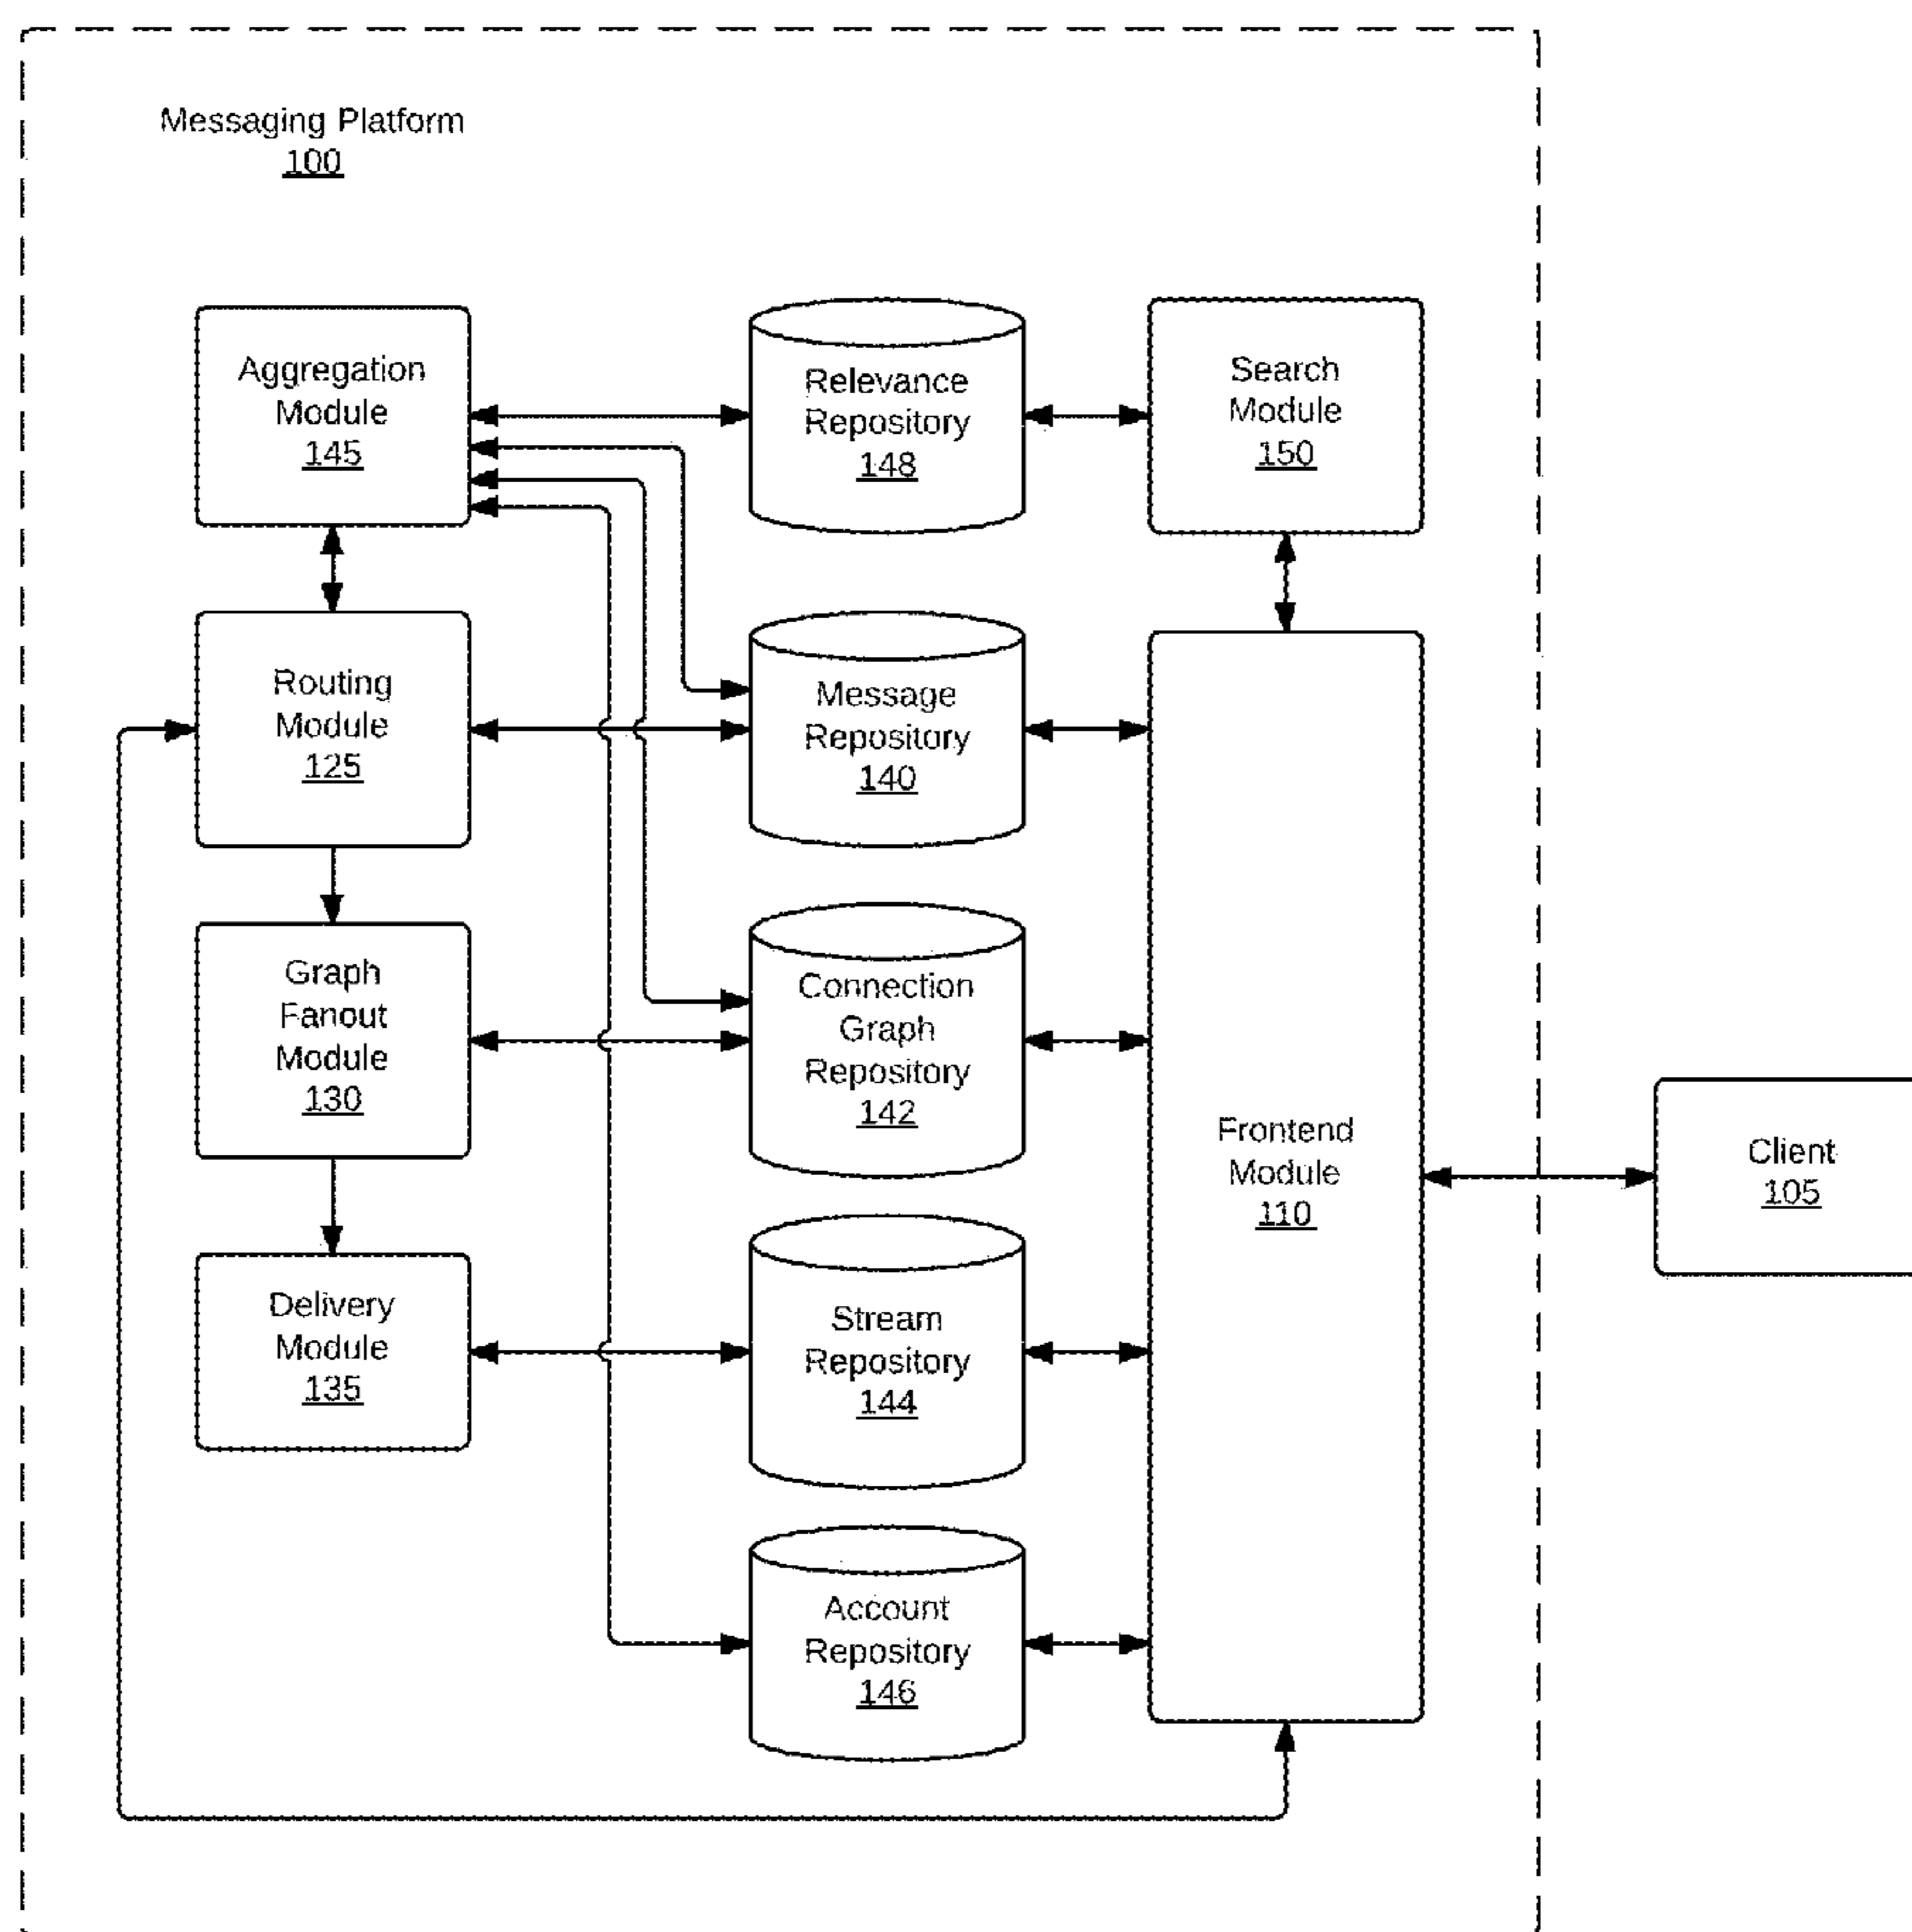 Messaging Platform
100
Aggregation
Module
145
Relevance
Repository
148
Search
Module
150
Routing
Module
125
Message
Repository
140
Graph
Fanout
Module
130
Connection
Graph
Repository
142
Frontend
Module
110
Client
105
Delivery
Module
135
Stream
Repository
144
Account
Repository
146